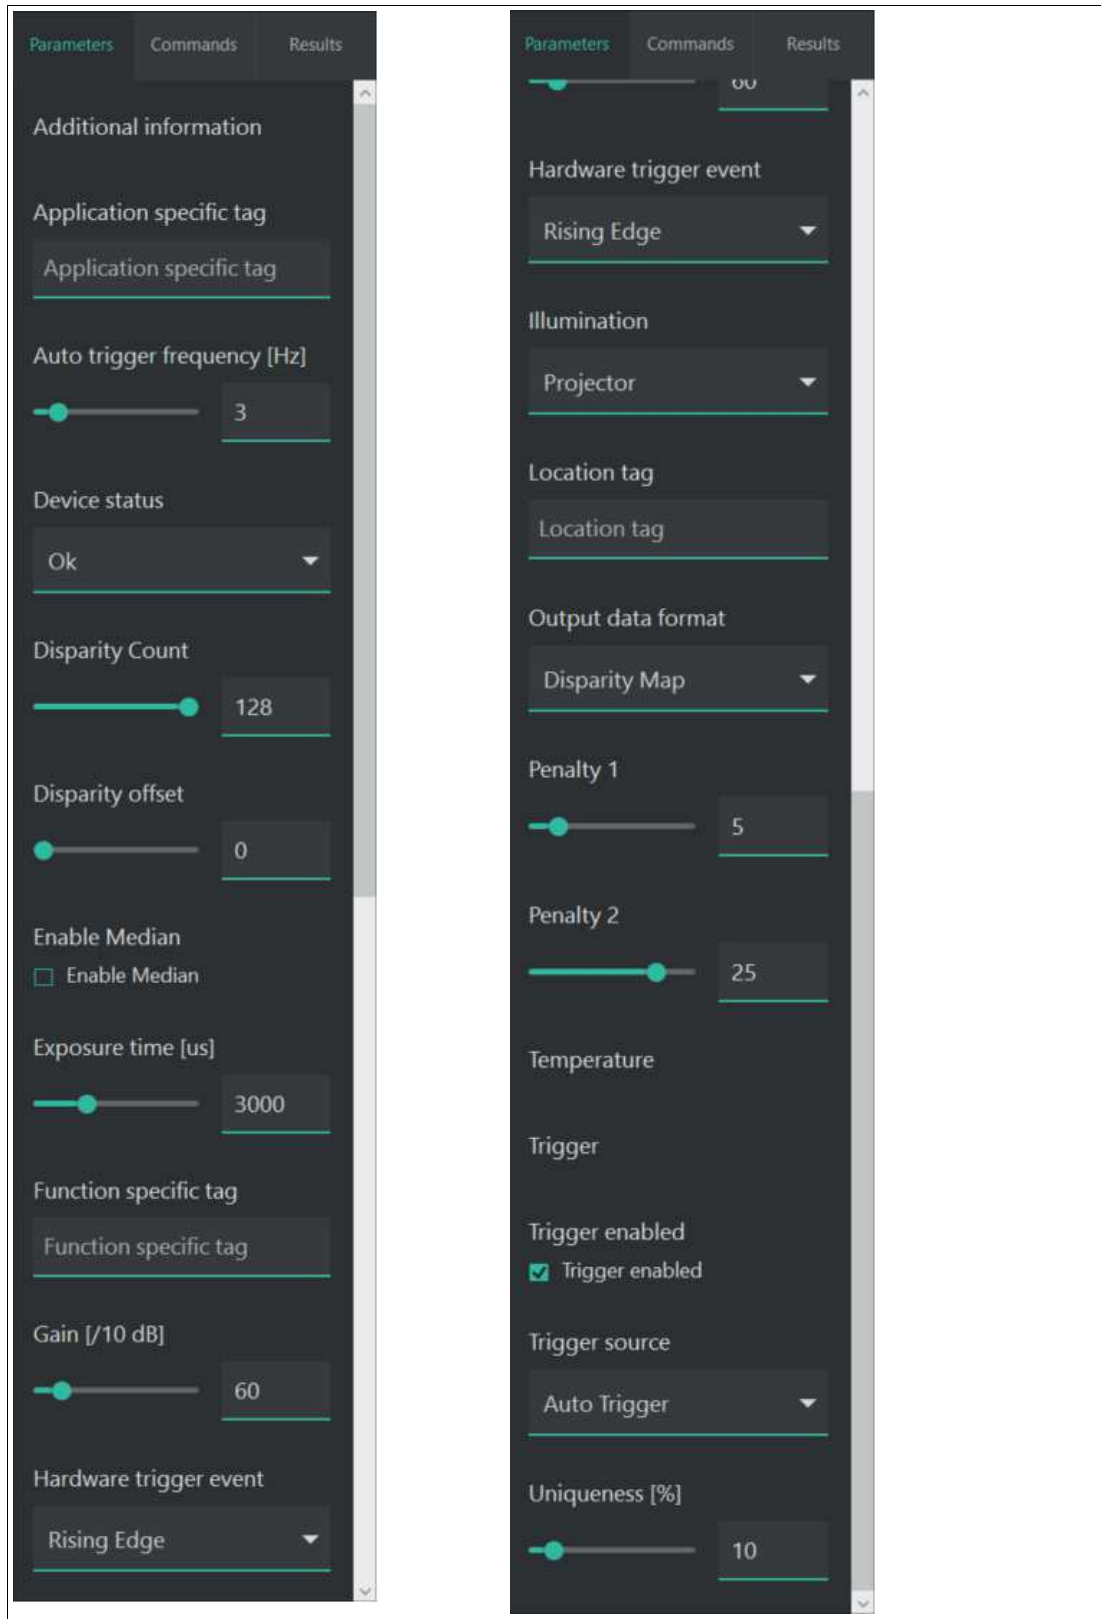 Parameters Commands Results
Additional information
Application specific tag
Application specific tag
Auto trigger frequency [Hz]
3
Device status
Ok
Disparity Count
128
Disparity offset
0
Enable Median
Enable Median
Exposure time [us]
3000
Function specific tag
Function specific tag
Gain [/10 dB]
60
Hardware trigger event
Rising Edge
Parameters Commands Results
60
Hardware trigger event
Rising Edge
Illumination
Projector
Location tag
Location tag
Output data format
Disparity Map
Penalty 1
5
Penalty 2
25
Temperature
Trigger
Trigger enabled
Trigger enabled
Trigger source
Auto Trigger
Uniqueness [%]
10